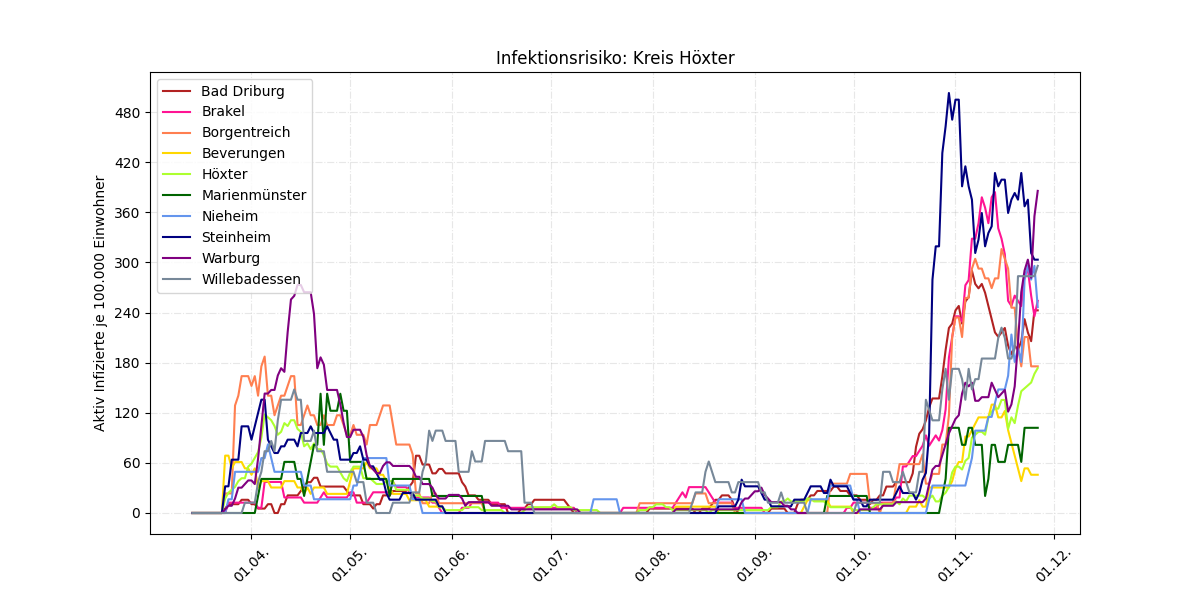 Infektionsrisiko: Kreis Höxter
Aktiv Infizierte je 100.000 Einwohner
480
420
360
300
240
180
120
60
0
Bad Driburg
Brakel
Borgentreich
Beverungen
Höxter
Marienmünster
Nieheim
Steinheim
Warburg
Willebadessen
01.04.
01.05.
01.06.
01.07.
01.08.
01.09.
01.10.
01.11.
01.12.